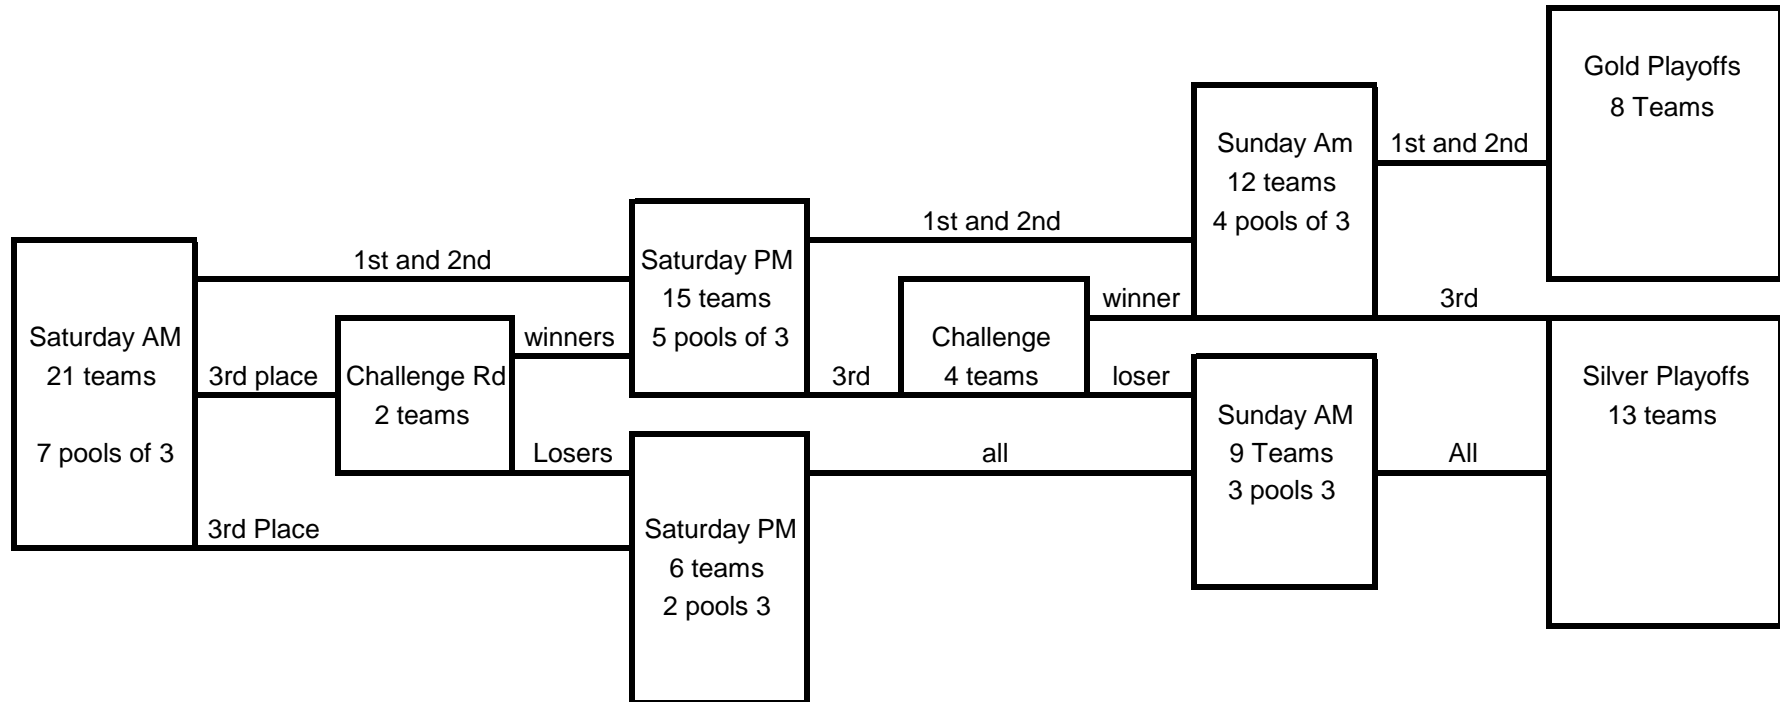 Saturday AM
21 teams
7 pools of 3
1st and 2nd
3rd place
3rd Place
Challenge Rd
2 teams
winners
Losers
Saturday PM
15 teams
5 pools of 3
Saturday PM
6 teams
2 pools 3
1st and 2nd
3rd
all
Challenge
4 teams
winner
loser
Sunday Am
12 teams
4 pools of 3
Sunday AM
9 Teams
3 pools 3
1st and 2nd
3rd
All
Gold Playoffs
8 Teams
Silver Playoffs
13 teams